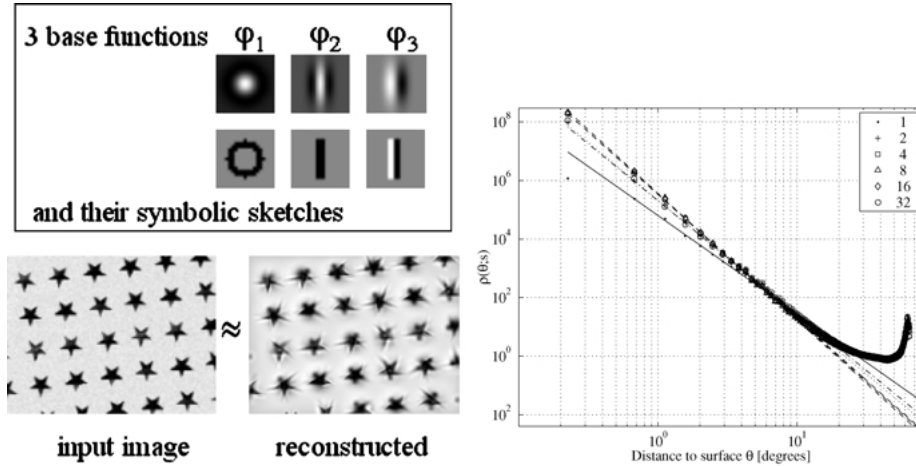 3 base functions φ1 φ2 φ3
and their symbolic sketches
≈
input image
reconstructed
10^8
10^6
10^4
10^2
10^0
10^2
ρ(θ;s)
10^0
10^1
Distance to surface θ [degrees]
1
2
4
8
16
32